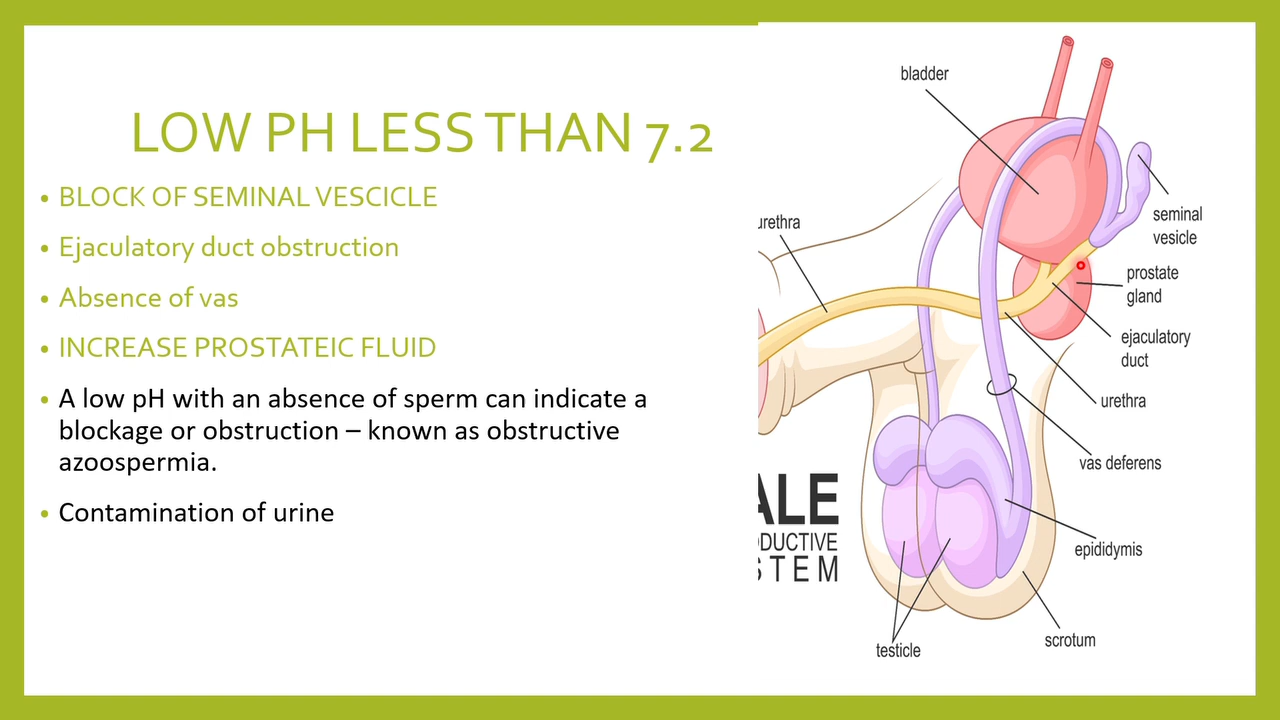 LOW PH LESS THAN 7.2
• BLOCK OF SEMINAL VESCICLE
• Ejaculatory duct obstruction
• Absence of vas
• INCREASE PROSTATEIC FLUID
• A low pH with an absence of sperm can indicate a
blockage or obstruction – known as obstructive
azoospermia.
• Contamination of urine
bladder
urethra
seminal
vesicle
prostate
gland
ejaculatory
duct
urethra
vas deferens
ALE
ODUCTIVE
STEM
epididymis
scrotum
testicle